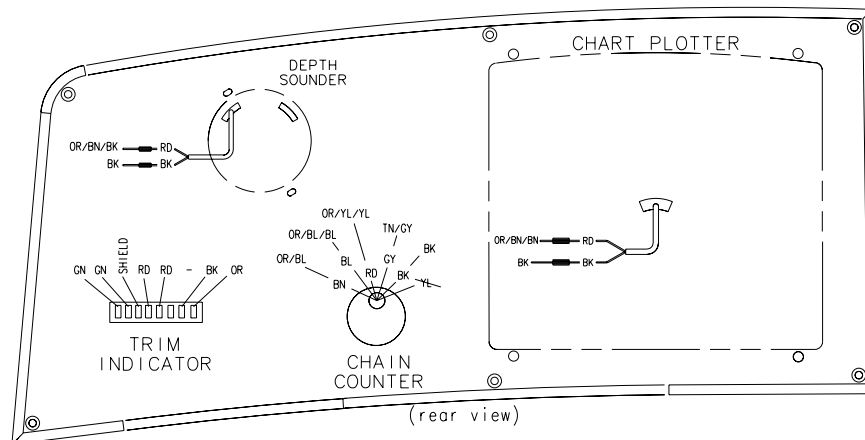 CHART PLOTTER
DEPTH
SOUNDER
OR/BN/BK RD
BK BK
OR/YL/YL
TN/GY
OR/BL/BL
BK
OR/BL
BL
GY
RD
BK
BN
YL
OR/BN/BN RD
BK BK
GN GN SHIELD RD RD - BK OR
TRIM
INDICATOR
CHAIN
COUNTER
(rear view)